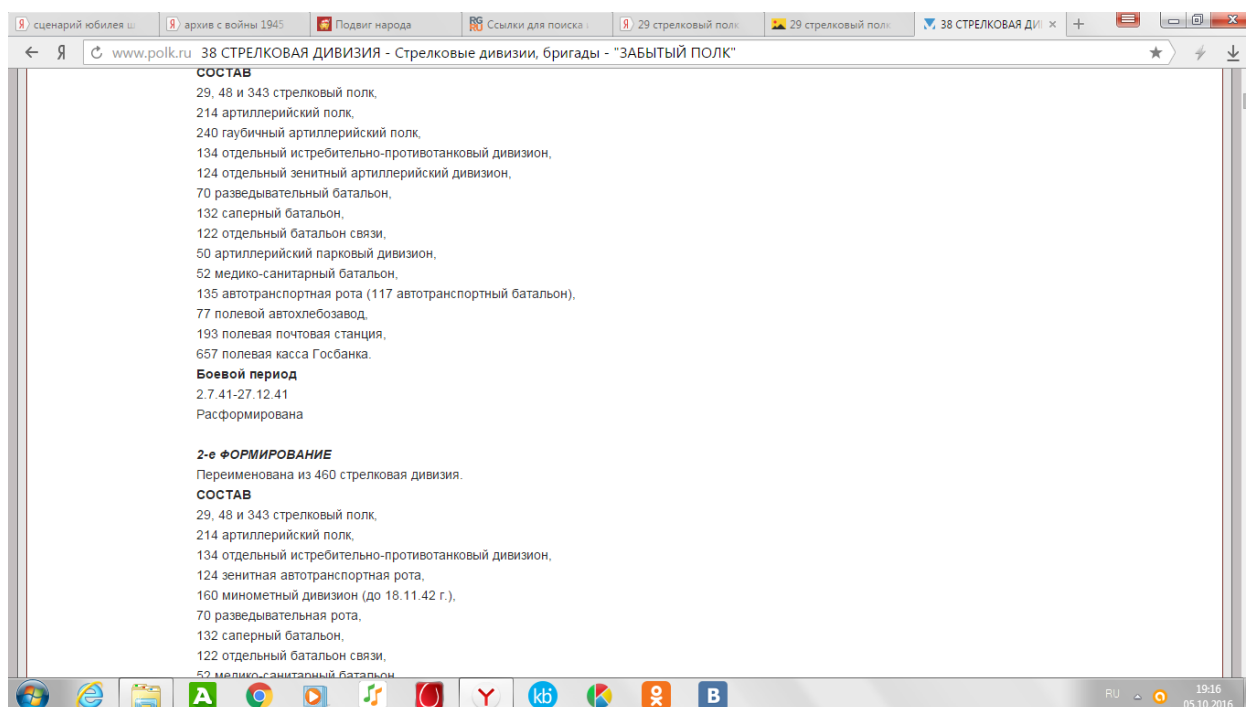 сценарий юбилея ш
архив с войны 1945
Подвиг народа
Ссылки для поиска
29 стрелковый полк
29 стрелковый полк
38 СТРЕЛКОВАЯ ДИ
www.polk.ru 38 СТРЕЛКОВАЯ ДИВИЗИЯ - Стрелковые дивизии, бригады - "ЗАБЫТЫЙ ПОЛК"
СОСТАВ
29, 48 и 343 стрелковый полк,
214 артиллерийский полк,
240 гаубичный артиллерийский полк,
134 отдельный истребительно-противотанковый дивизион,
124 отдельный зенитный артиллерийский дивизион,
70 разведывательный батальон,
132 саперный батальон,
122 отдельный батальон связи,
50 артиллерийский парковый дивизион,
52 медико-санитарный батальон,
135 автотранспортная рота (117 автотранспортный батальон),
77 полевой автохлебозавод,
193 полевая почтовая станция,
657 полевая касса Госбанка.
Боевой период
2.7.41-27.12.41
Расформирована
2-е ФОРМИРОВАНИЕ
Переименована из 460 стрелковая дивизия.
СОСТАВ
29, 48 и 343 стрелковый полк,
214 артиллерийский полк,
134 отдельный истребительно-противотанковый дивизион,
124 зенитная автотранспортная рота,
160 минометный дивизион (до 18.11.42 г.),
70 разведывательная рота,
132 саперный батальон,
122 отдельный батальон связи,
52 медико-санитарный батальон
RU
19:16
05.10.2016